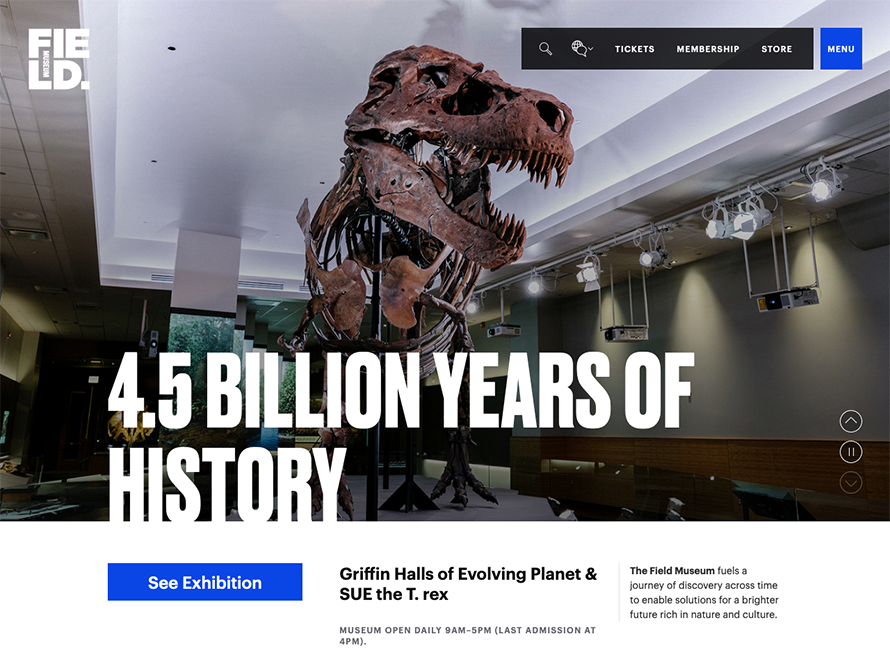 FIE
LD.
MUSEUM
TICKETS MEMBERSHIP STORE MENU
4.5 BILLION YEARS OF
HISTORY
See Exhibition
Griffin Halls of Evolving Planet &
SUE the T. rex
MUSEUM OPEN DAILY 9AM–5PM (LAST ADMISSION AT
4PM).
The Field Museum fuels a
journey of discovery across time
to enable solutions for a brighter
future rich in nature and culture.